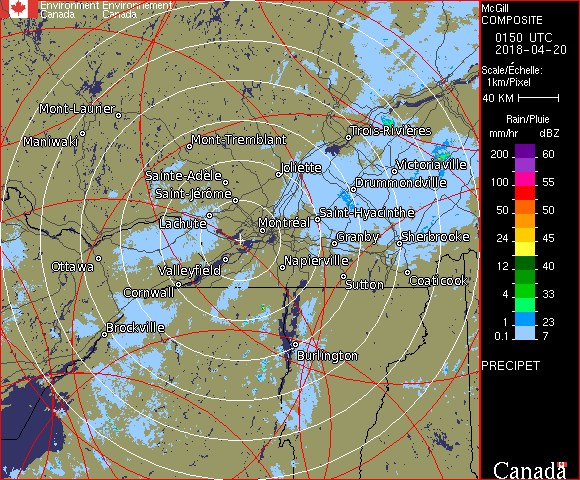 Environment Environnement
Canada Canada
Mont-Laurier
Maniwaki
Mont-Tremblant
Trois-Rivières
Joliette
Victoriaville
Sainte-Adèle
Drummondville
Saint-Jérôme
Saint-Hyacinthe
Lachute
Montréal
Granby
Sherbrooke
Ottawa
Valleyfield
Napierville
Coaticook
Sutton
Cornwall
Brockville
Burlington
McGill
COMPOSITE
0150 UTC
2018-04-20
Scale/Échelle:
1km/Pixel
40 KM
Rain/Pluie
mm/hr dBZ
200 60
150 57
100 55
50 50
24 45
12 40
4 33
1 23
0.1 7
PRECIPET
Canada